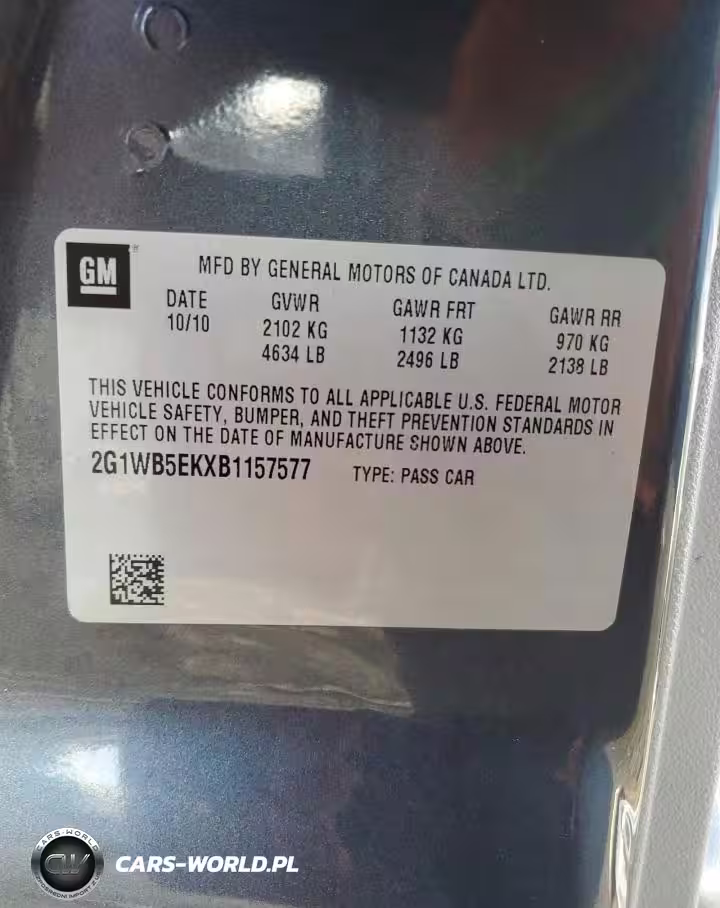 GM
MFD BY GENERAL MOTORS OF CANADA LTD.
DATE GVWR GAWR FRT GAWR RR
10/10 2102 KG 1132 KG 970 KG
4634 LB 2496 LB 2138 LB
THIS VEHICLE CONFORMS TO ALL APPLICABLE U.S. FEDERAL MOTOR
VEHICLE SAFETY, BUMPER, AND THEFT PREVENTION STANDARDS IN
EFFECT ON THE DATE OF MANUFACTURE SHOWN ABOVE.
2G1WB5EKXB1157577 TYPE: PASS CAR
CARS-WORLD
CW
CARS-WORLD.PL